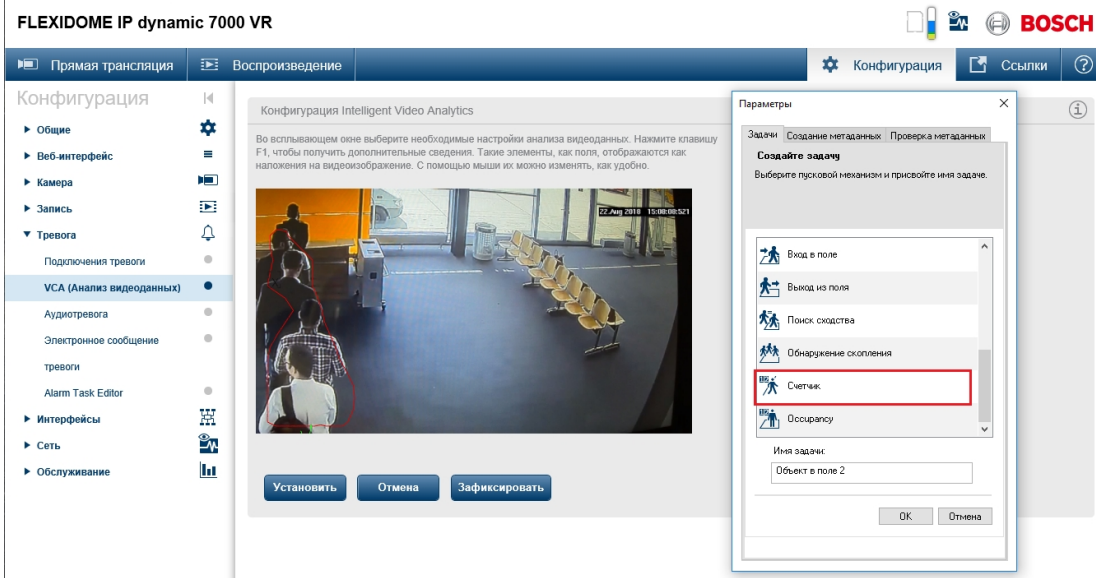 FLEXIDOME IP dynamic 7000 VR
BOSCH
Прямая трансляция
Воспроизведение
Конфигурация
Ссылки
Конфигурация
Общие
Веб-интерфейс
Камера
Запись
Тревога
Подключения тревоги
VCA (Анализ видеоданных)
Аудиотревога
Электронное сообщение
тревоги
Alarm Task Editor
Интерфейсы
Сеть
Обслуживание
Конфигурация Intelligent Video Analytics
Во всплывающем окне выберите необходимые настройки анализа видеоданных. Нажмите клавишу
F1, чтобы получить дополнительные сведения. Такие элементы, как поля, отображаются как
наложения на видеоизображение. С помощью мыши их можно изменять, как удобно.
22.Aug 2018 15:08:08:521
Установить
Отмена
Зафиксировать
Параметры
Задачи
Создание метаданных
Проверка метаданных
Создайте задачу
Выберите пусковой механизм и присвойте имя задаче.
Вход в поле
Выход из поля
Поиск сходства
Обнаружение скопления
Счетчик
Occupancy
Имя задачи:
Объект в поле 2
OK
Отмена